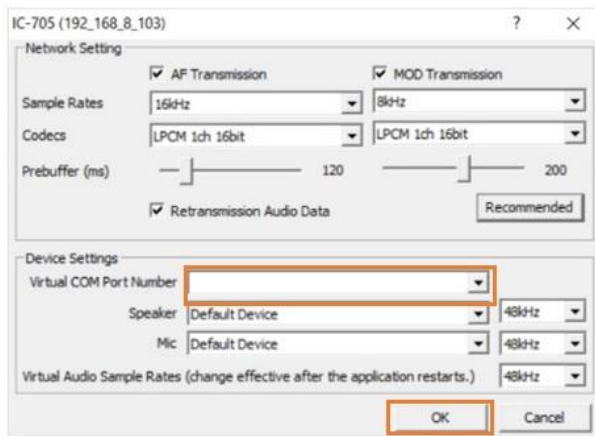 IC-705 (192_168_8_103) ? ×
Network Setting
AF Transmission MOD Transmission
Sample Rates 16kHz 8kHz
Codecs LPCM 1ch 16bit LPCM 1ch 16bit
Prebuffer (ms) 120 200
Retransmission Audio Data Recommended
Device Settings
Virtual COM Port Number
Speaker Default Device 48kHz
Mic Default Device 48kHz
Virtual Audio Sample Rates (change effective after the application restarts.) 48kHz
OK Cancel